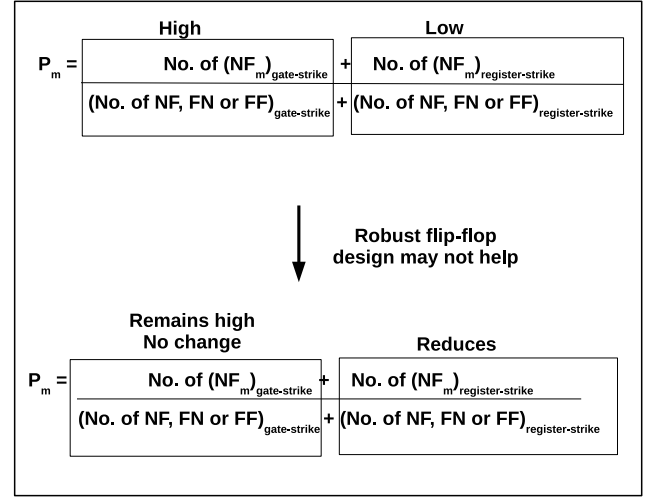 High Low
P_m = No. of (NF_m)_gate-strike + No. of (NF_m)_register-strike
(No. of NF, FN or FF)_gate-strike + (No. of NF, FN or FF)_register-strike
Robust flip-flop
design may not help
Remains high
No change
Reduces
P_m = No. of (NF_m)_gate-strike + No. of (NF_m)_register-strike
(No. of NF, FN or FF)_gate-strike + (No. of NF, FN or FF)_register-strike